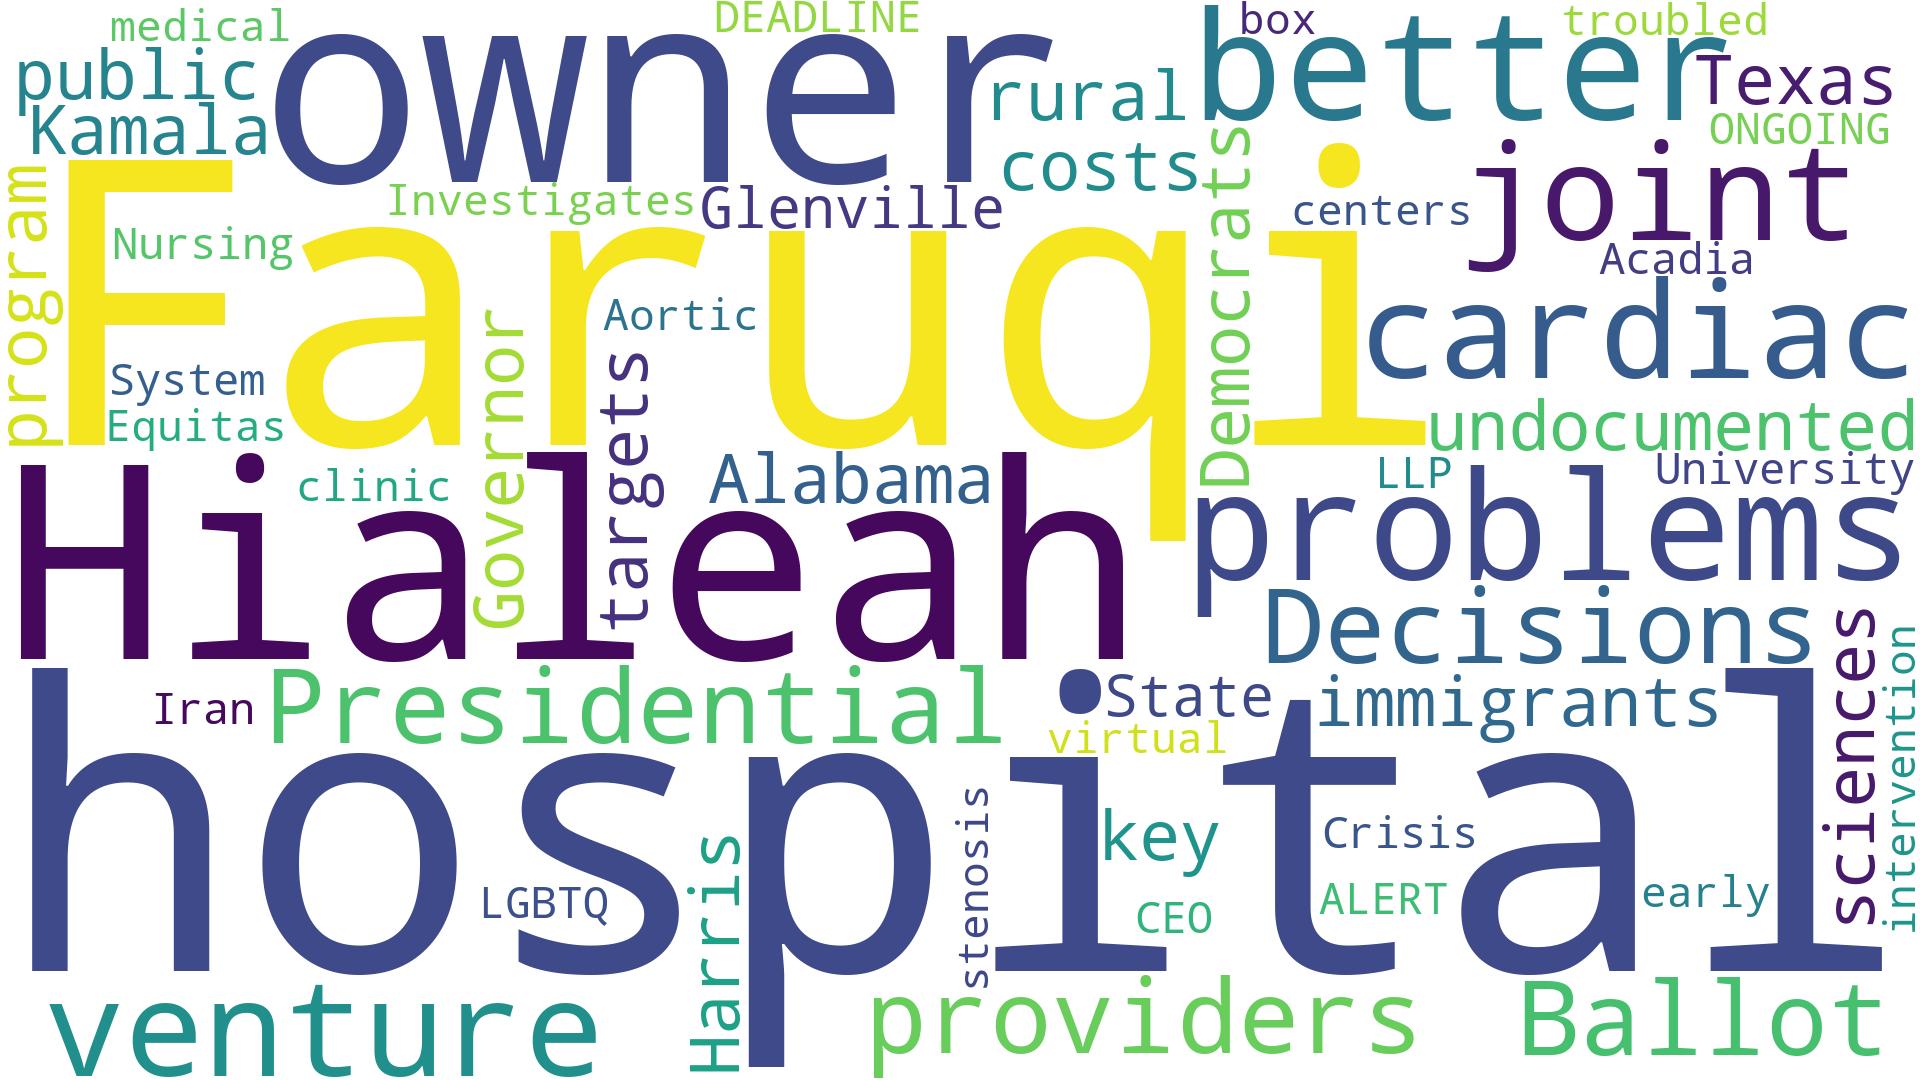 medical
DEADLINE
box
troubled
owner
better
public
rural
Texas
Kamala
ONGOING
costs
joint
program
Faruqi
Investigates
Glenville
Democrats
centers
Nursing
Acadia
Aortic
cardiac
System
Governor
targets
Equitas
undocumented
clinic
Alabama
LLP
University
Hialeah
problems
Decisions
sciences
intervention
Iran
Presidential
State
immigrants
virtual
hospital
stenosis
key
Crisis
LGBTQ
Harris
CEO
ALERT
early
venture
providers
Ballot